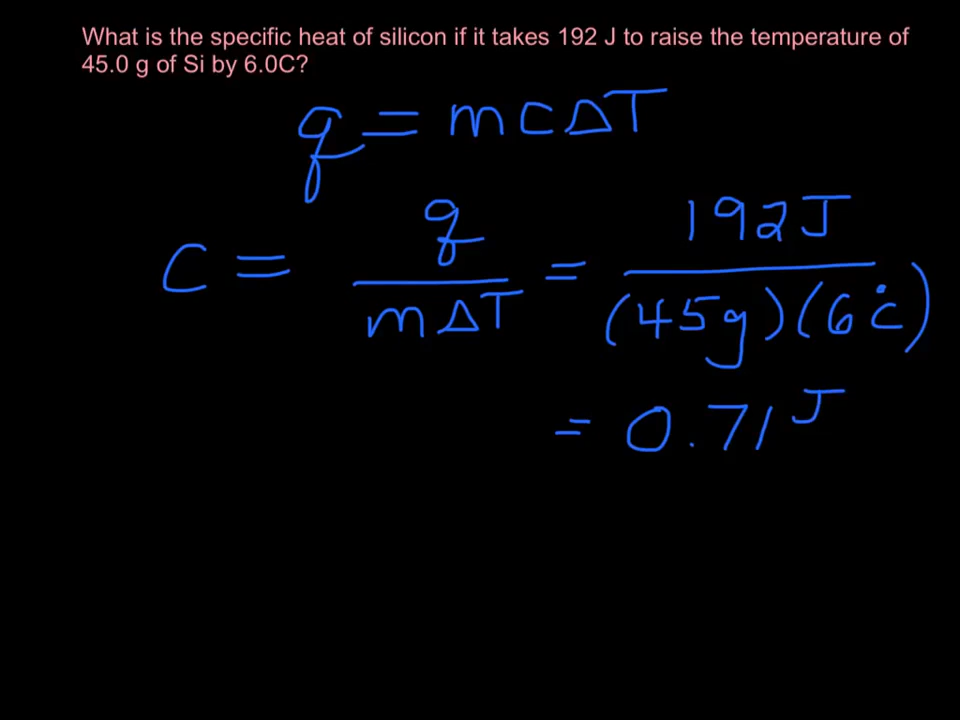 What is the specific heat of silicon if it takes 192 J to raise the temperature of
45.0 g of Si by 6.0C?
q = mcΔT
c = q/mΔT = 192J/(45g)(6°c)
= 0.71 J